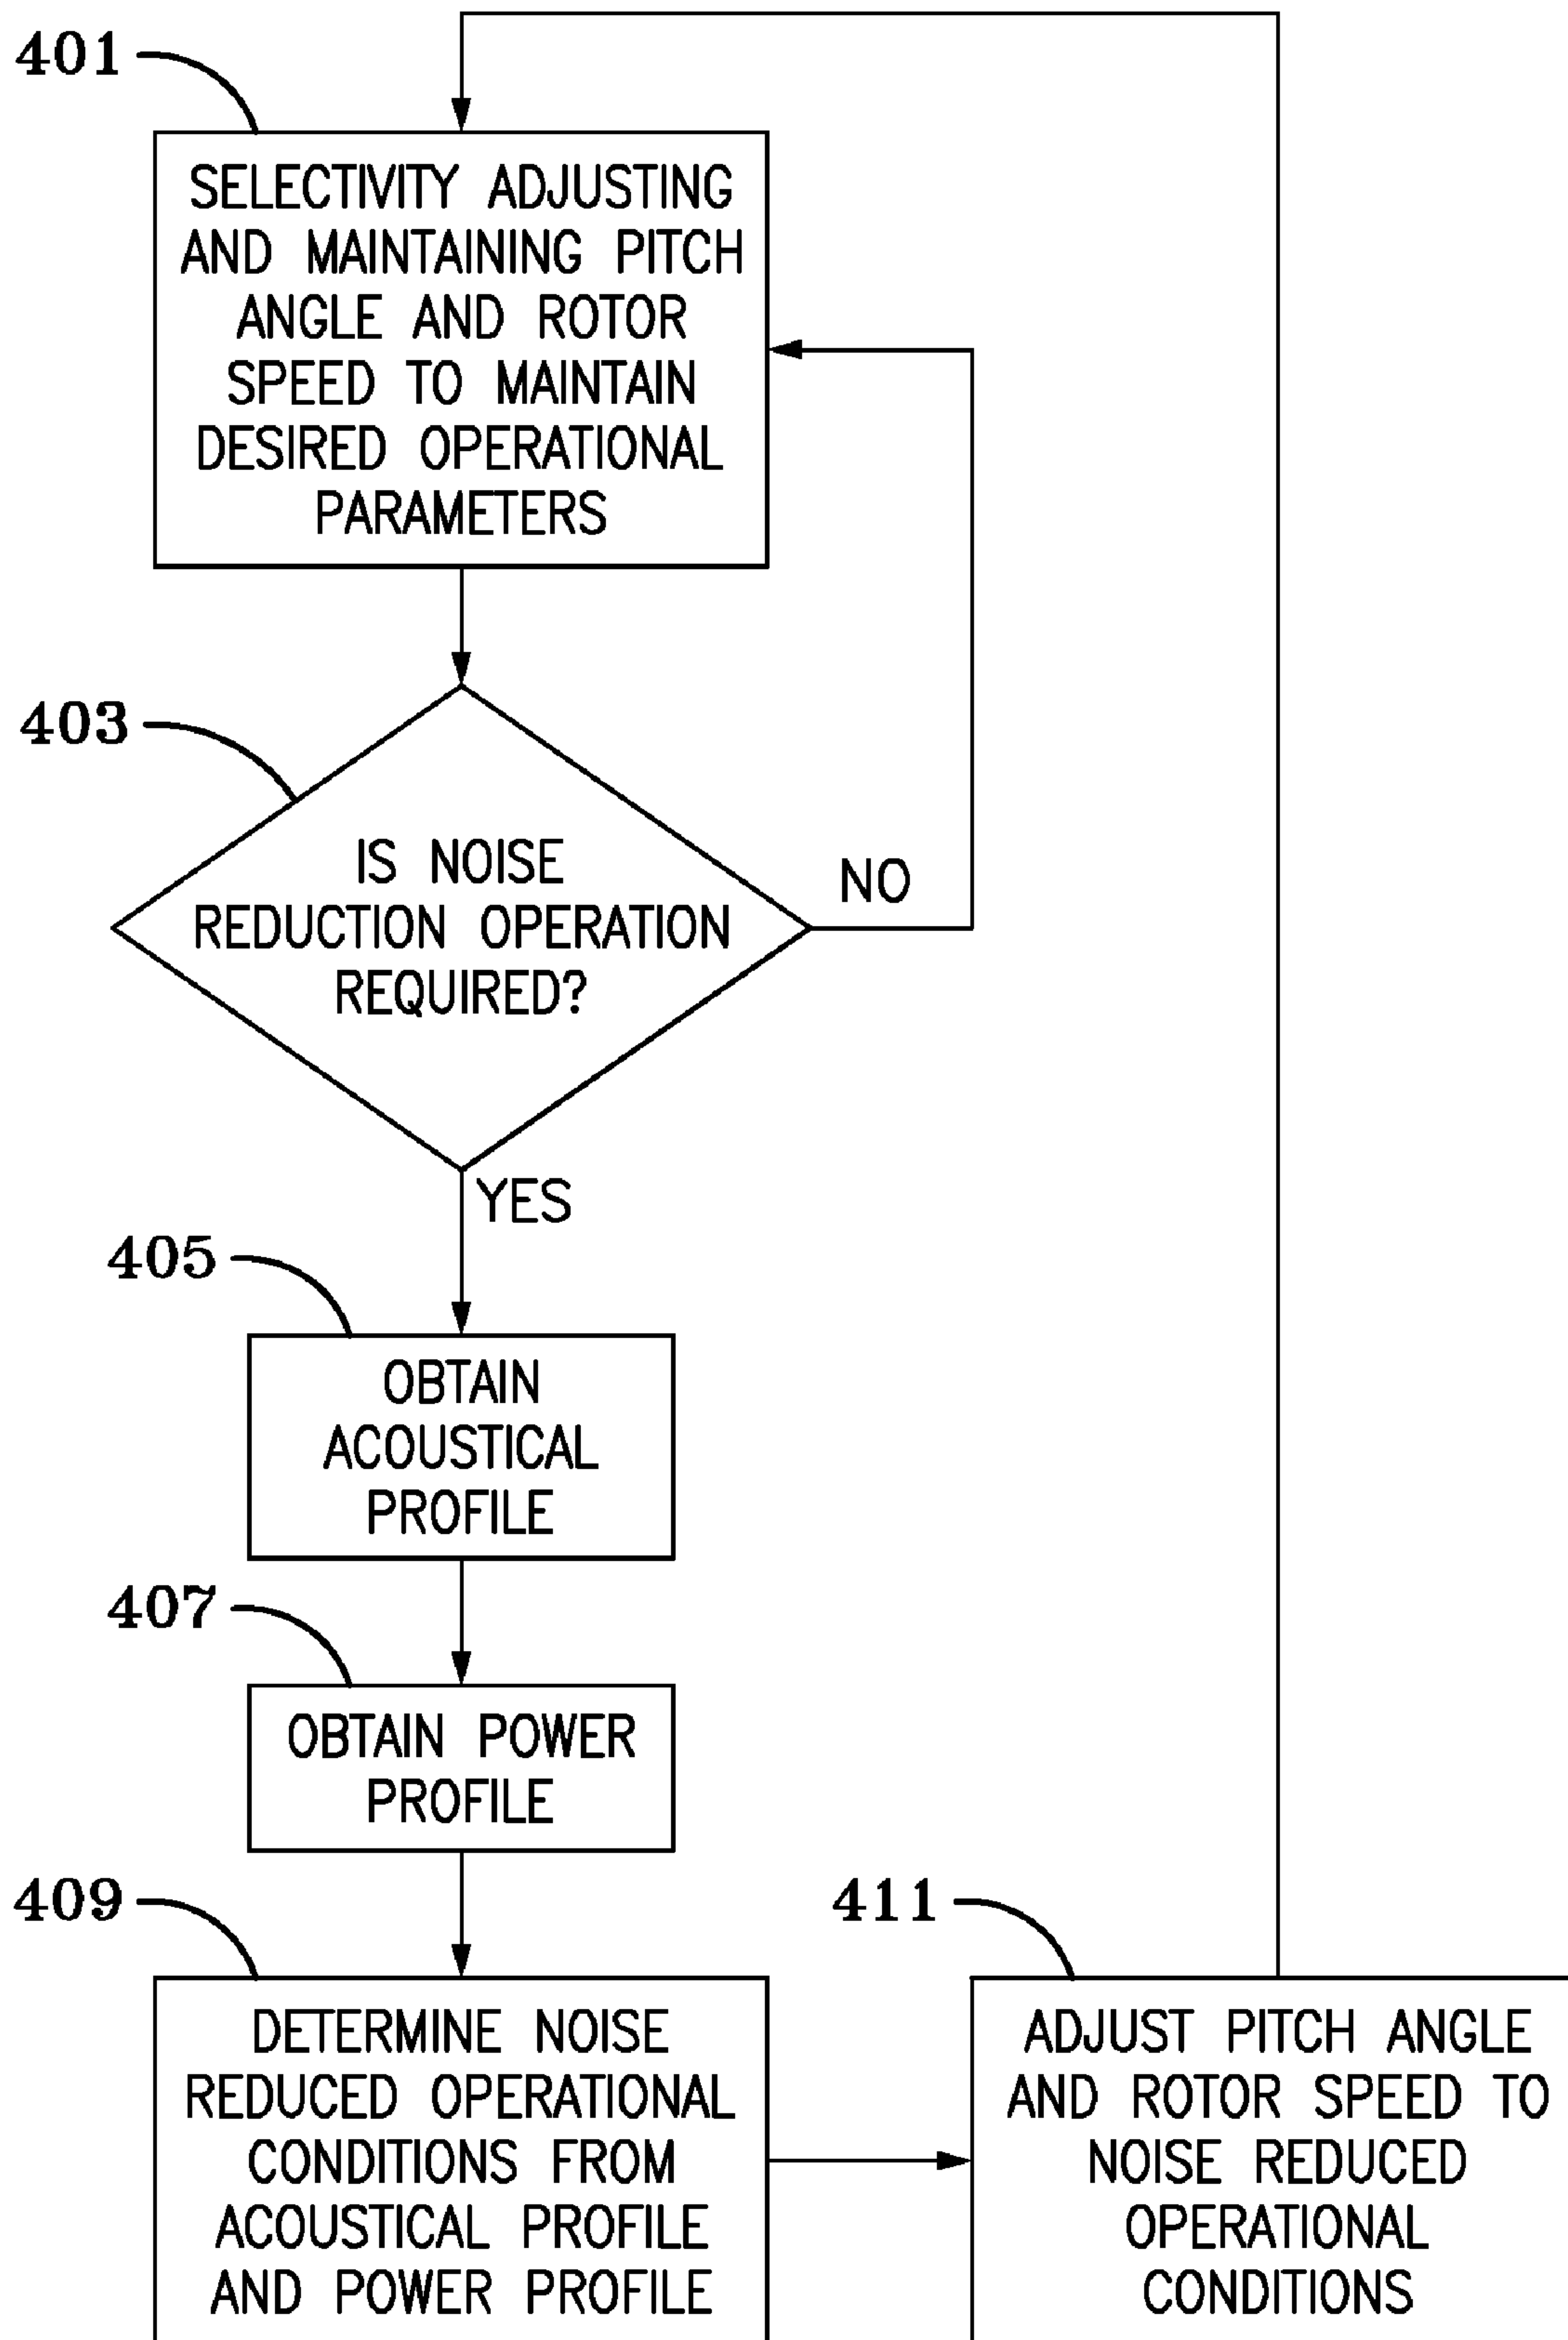 401
SELECTIVITY ADJUSTING
AND MAINTAINING PITCH
ANGLE AND ROTOR
SPEED TO MAINTAIN
DESIRED OPERATIONAL
PARAMETERS
403
IS NOISE
REDUCTION OPERATION
REQUIRED?
NO
YES
405
OBTAIN
ACOUSTICAL
PROFILE
407
OBTAIN POWER
PROFILE
409
DETERMINE NOISE
REDUCED OPERATIONAL
CONDITIONS FROM
ACOUSTICAL PROFILE
AND POWER PROFILE
411
ADJUST PITCH ANGLE
AND ROTOR SPEED TO
NOISE REDUCED
OPERATIONAL
CONDITIONS